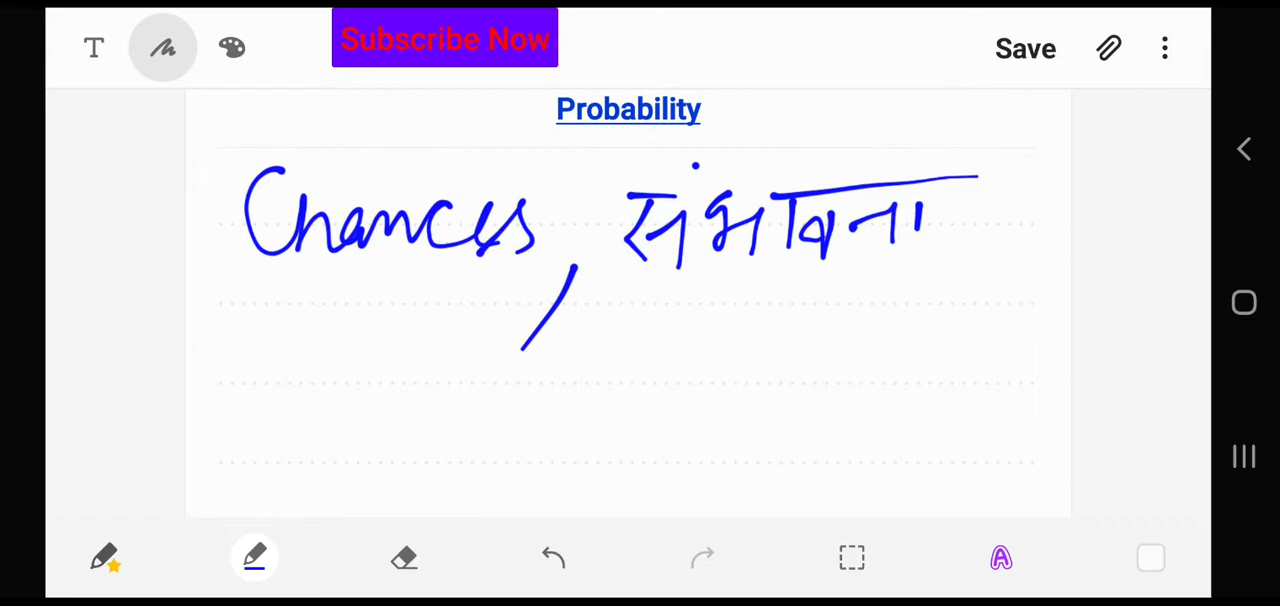 Subscribe Now
Save
Probability
Chances, संभावना